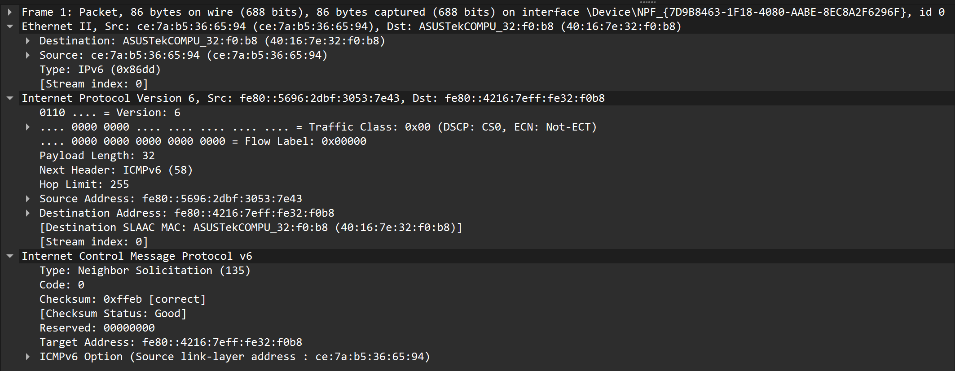 Frame 1: Packet, 86 bytes on wire (688 bits), 86 bytes captured (688 bits) on interface \Device\NPF_{7D9B8463-1F18-4080-AABE-8EC8A2F6296F}, id 0
Ethernet II, Src: ce:7a:b5:36:65:94 (ce:7a:b5:36:65:94), Dst: ASUSTekCOMPU_32:f0:b8 (40:16:7e:32:f0:b8)
Destination: ASUSTekCOMPU_32:f0:b8 (40:16:7e:32:f0:b8)
Source: ce:7a:b5:36:65:94 (ce:7a:b5:36:65:94)
Type: IPv6 (0x86dd)
[Stream index: 0]
Internet Protocol Version 6, Src: fe80::5696:2dbf:3053:7e43, Dst: fe80::4216:7eff:fe32:f0b8
0110 .... = Version: 6
.... 0000 0000 .... .... .... .... .... = Traffic Class: 0x00 (DSCP: CS0, ECN: Not-ECT)
.... 0000 0000 0000 0000 0000 = Flow Label: 0x00000
Payload Length: 32
Next Header: ICMPv6 (58)
Hop Limit: 255
Source Address: fe80::5696:2dbf:3053:7e43
Destination Address: fe80::4216:7eff:fe32:f0b8
[Destination SLAAC MAC: ASUSTekCOMPU_32:f0:b8 (40:16:7e:32:f0:b8)]
[Stream index: 0]
Internet Control Message Protocol v6
Type: Neighbor Solicitation (135)
Code: 0
Checksum: 0xffeb [correct]
[Checksum Status: Good]
Reserved: 00000000
Target Address: fe80::4216:7eff:fe32:f0b8
ICMPv6 Option (Source link-layer address : ce:7a:b5:36:65:94)